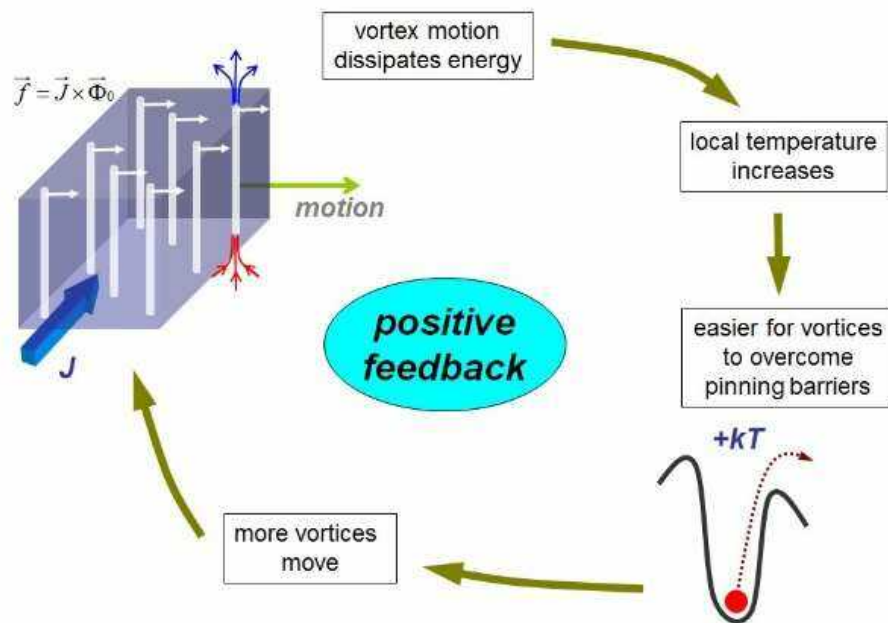 vortex motion
dissipates energy
f⃗ = J⃗ × Φ⃗₀
local temperature
increases
motion
positive
feedback
easier for vortices
to overcome
pinning barriers
J
+kT
more vortices
move